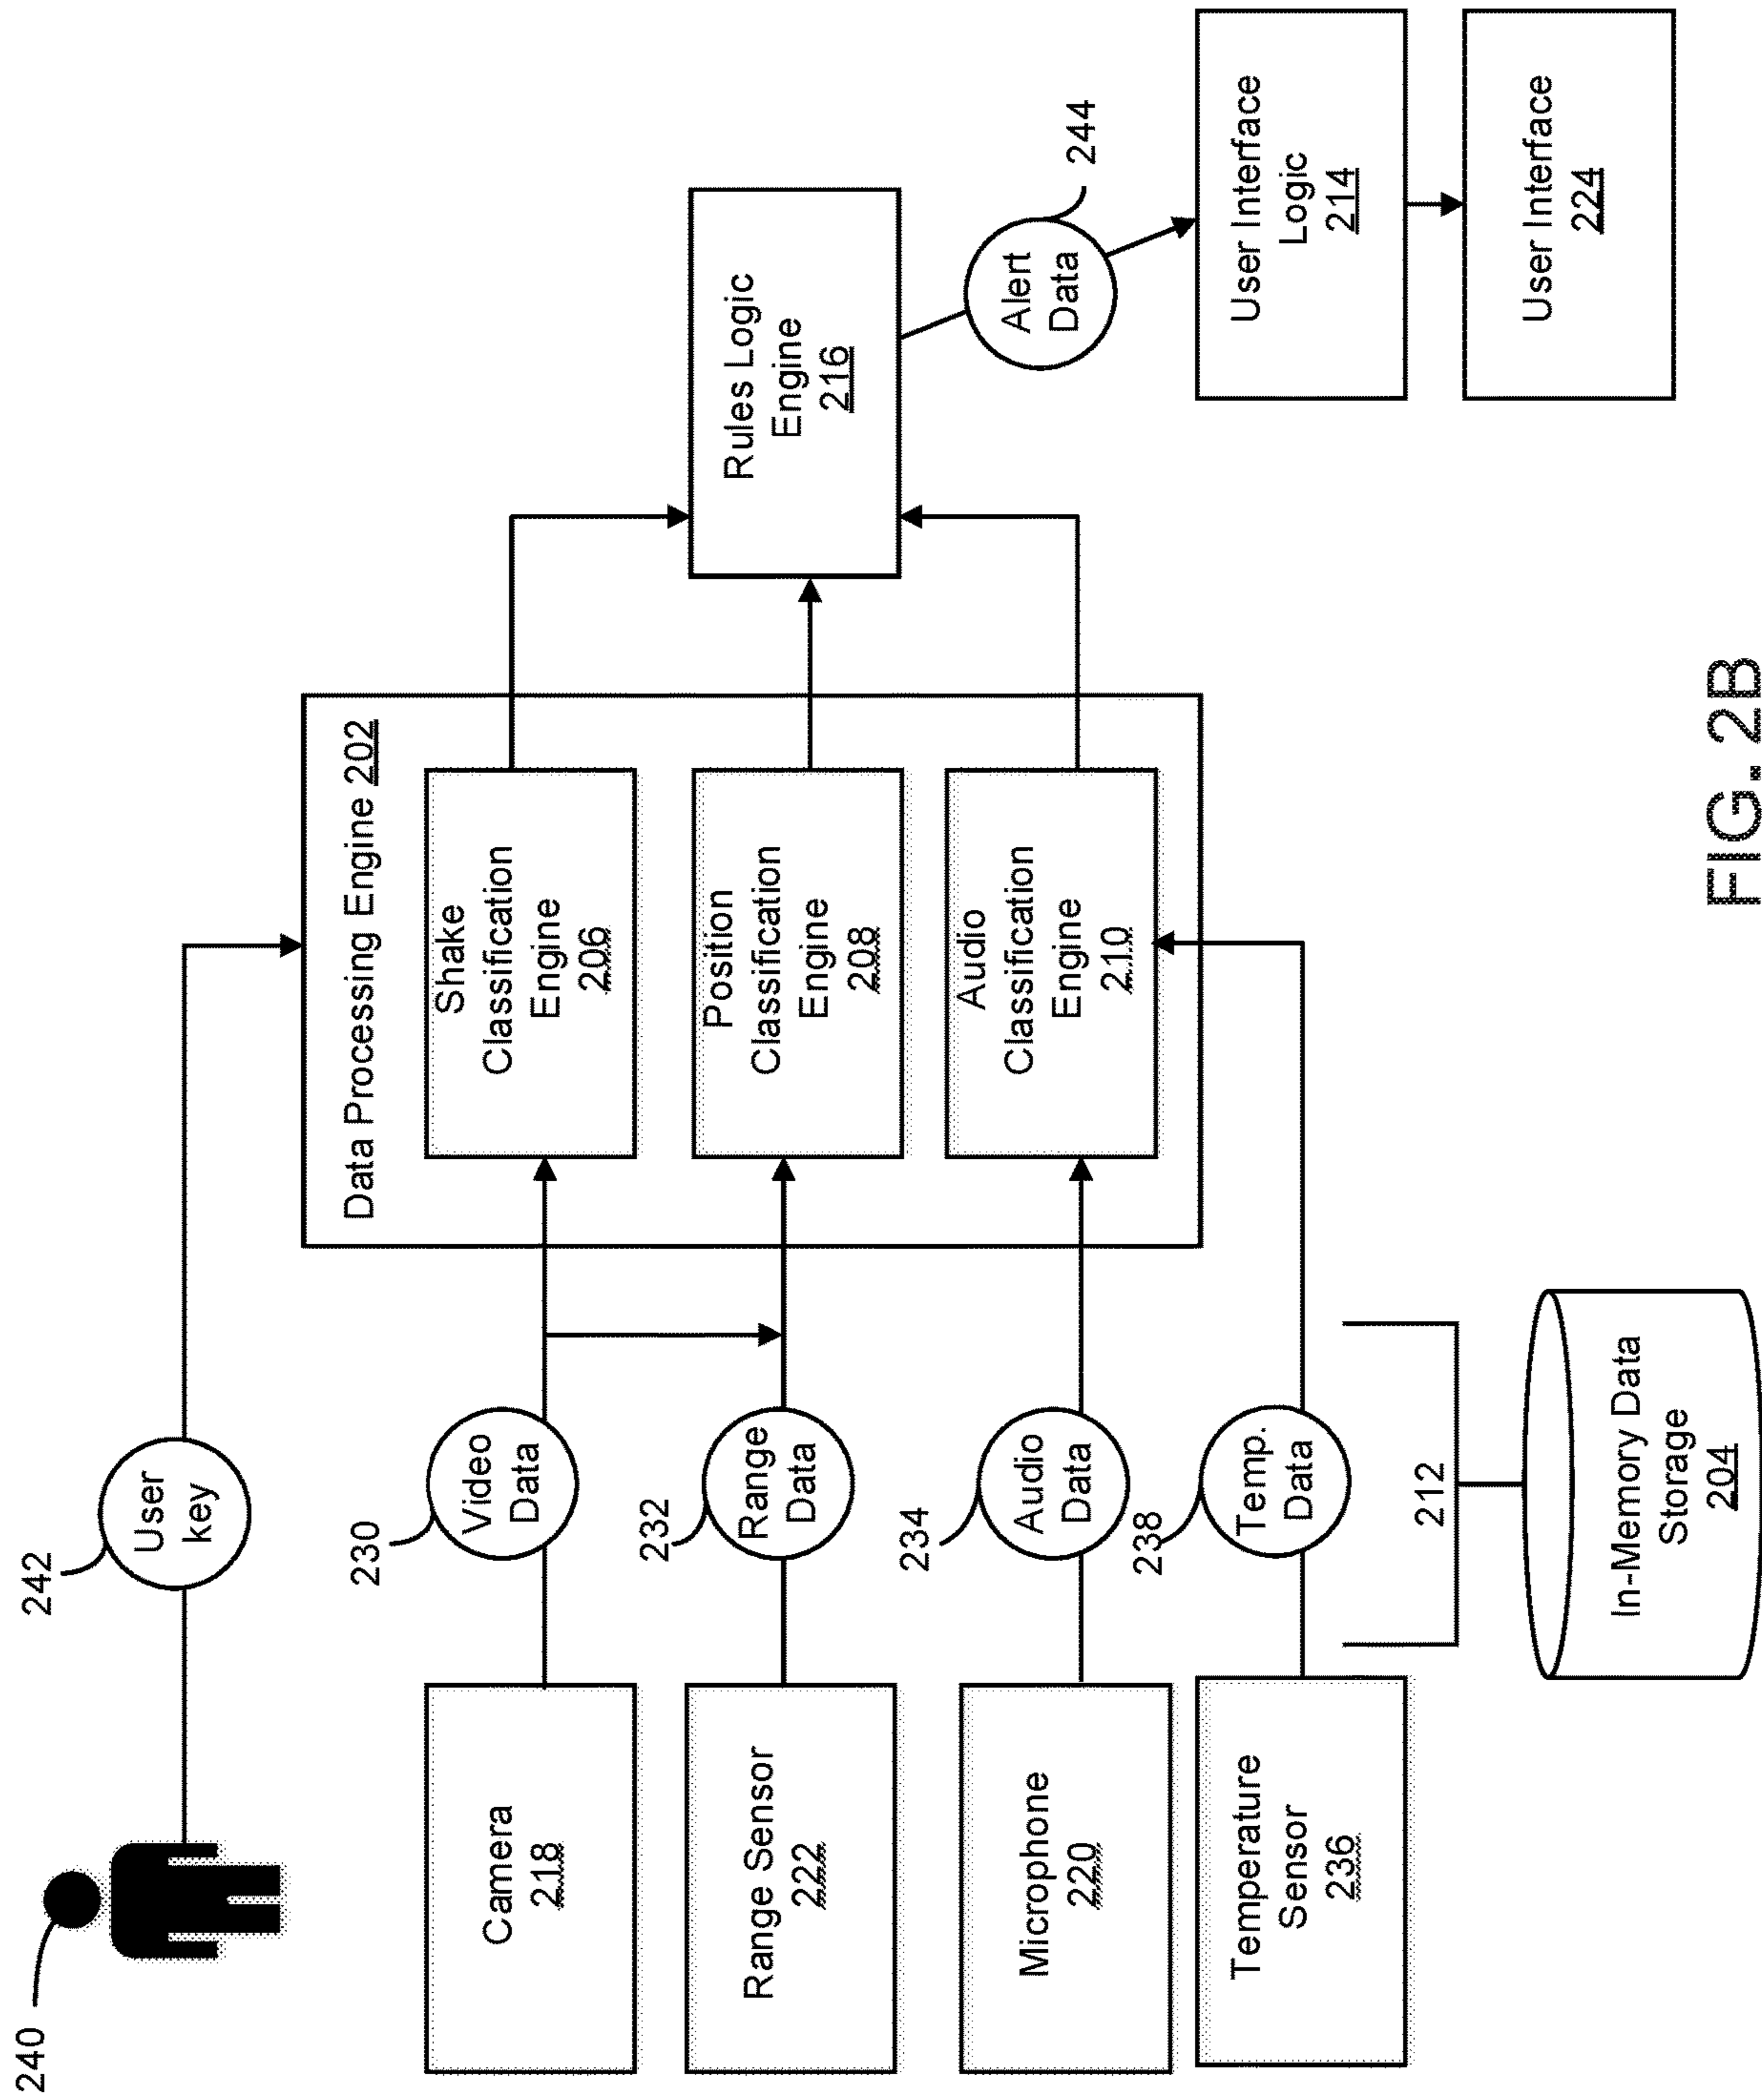 240
242
User
key
Camera
218
230
Video
Data
Range Sensor
222
232
Range
Data
Microphone
220
234
Audio
Data
Temperature
Sensor
236
238
Temp.
Data
212
In-Memory Data
Storage
204
Data Processing Engine 202
Shake
Classification
Engine
206
Position
Classification
Engine
208
Audio
Classification
Engine
210
Rules Logic
Engine
216
Alert
Data
244
User Interface
Logic
214
User Interface
224
FIG. 2B